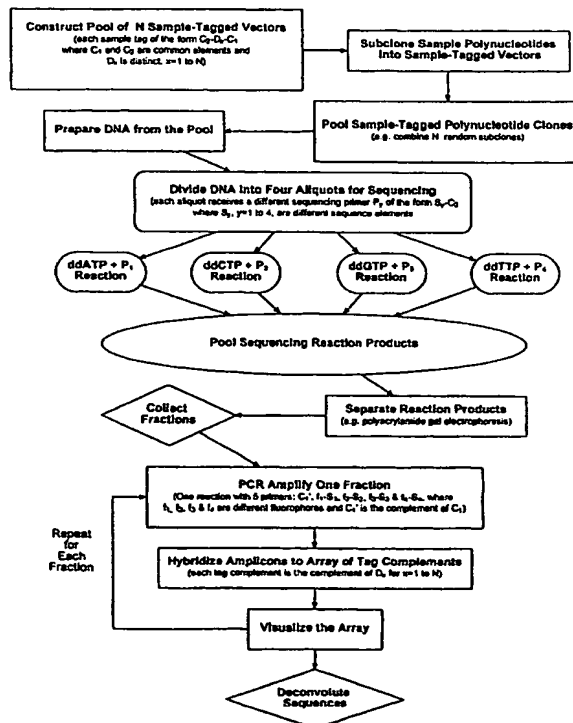 Construct Pool of N Sample-Tagged Vectors
(each sample tag of the form C₂-Dₓ-C₁
where C₁ and C₂ are common elements and
Dₓ is distinct, x=1 to N)
Subclone Sample Polynucleotides
Into Sample-Tagged Vectors
Pool Sample-Tagged Polynucleotide Clones
(e.g. combine N random subclones)
Prepare DNA from the Pool
Divide DNA Into Four Aliquots for Sequencing
(each aliquot receives a different sequencing primer Pᵧ of the form Sᵧ-C₂
where Sᵧ, y=1 to 4, are different sequence elements
ddATP + P₁
Reaction
ddCTP + P₂
Reaction
ddGTP + P₃
Reaction
ddTTP + P₄
Reaction
Pool Sequencing Reaction Products
Separate Reaction Products
(e.g. polyacrylamide gel electrophoresis)
Collect
Fractions
PCR Amplify One Fraction
(One reaction with 5 primers: C₁', f₁-S₁, f₂-S₂, f₃-S₃ & f₄-S₄, where
f₁, f₂, f₃ & f₄ are different fluorophores and C₁' is the complement of C₁)
Repeat
for
Each
Fraction
Hybridize Amplicons to Array of Tag Complements
(each tag complement is the complement of Dₓ for x=1 to N)
Visualize the Array
Deconvolute
Sequences